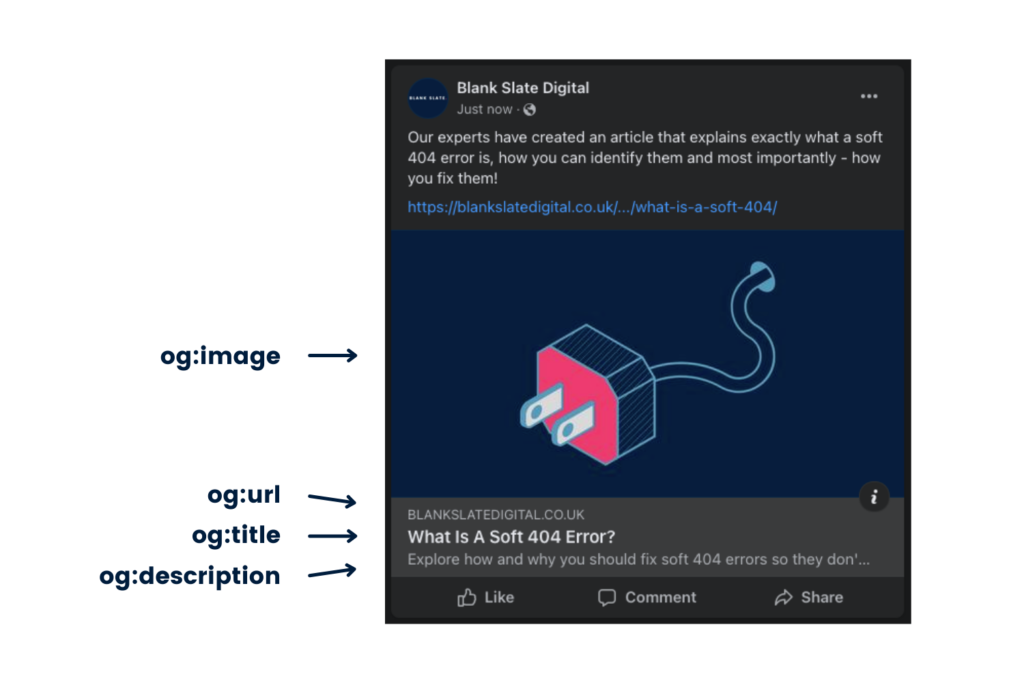 Blank Slate Digital
BLANK SLATE
Just now ·
Our experts have created an article that explains exactly what a soft
404 error is, how you can identify them and most importantly - how
you fix them!
https://blankslatedigital.co.uk/.../what-is-a-soft-404/
og:image
i
og:url
BLANKSLATEDIGITAL.CO.UK
og:title
What Is A Soft 404 Error?
og:description
Explore how and why you should fix soft 404 errors so they don'...
Like
Comment
Share